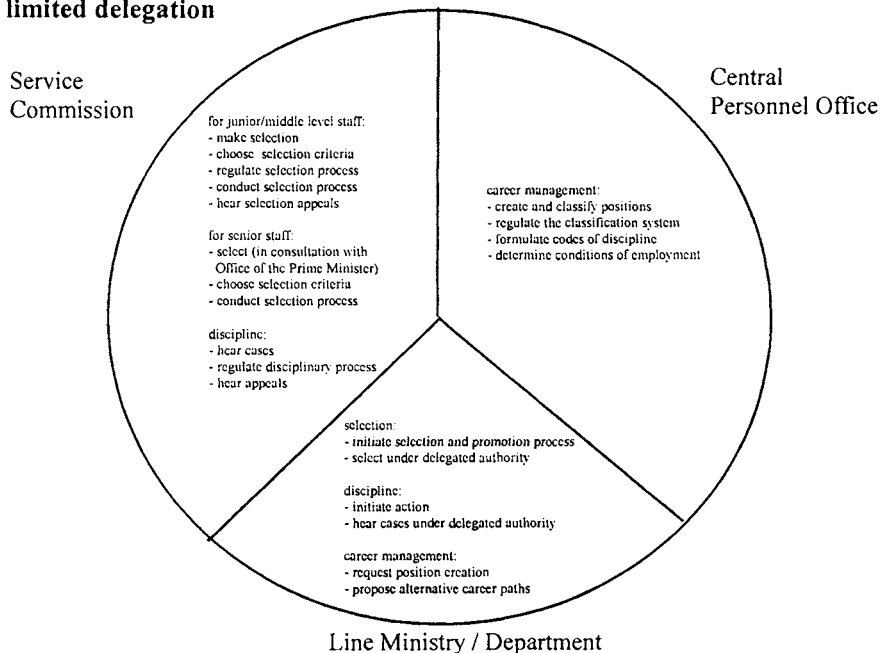 limited delegation
Service
Commission
for junior/middle level staff:
- make selection
- choose selection criteria
- regulate selection process
- conduct selection process
- hear selection appeals
for senior staff:
- select (in consultation with
Office of the Prime Minister)
- choose selection criteria
- conduct selection process
discipline:
- hear cases
- regulate disciplinary process
- hear appeals
Central
Personnel Office
career management:
- create and classify positions
- regulate the classification system
- formulate codes of discipline
- determine conditions of employment
selection:
- initiate selection and promotion process
- select under delegated authority
discipline:
- initiate action
- hear cases under delegated authority
career management:
- request position creation
- propose alternative career paths
Line Ministry / Department